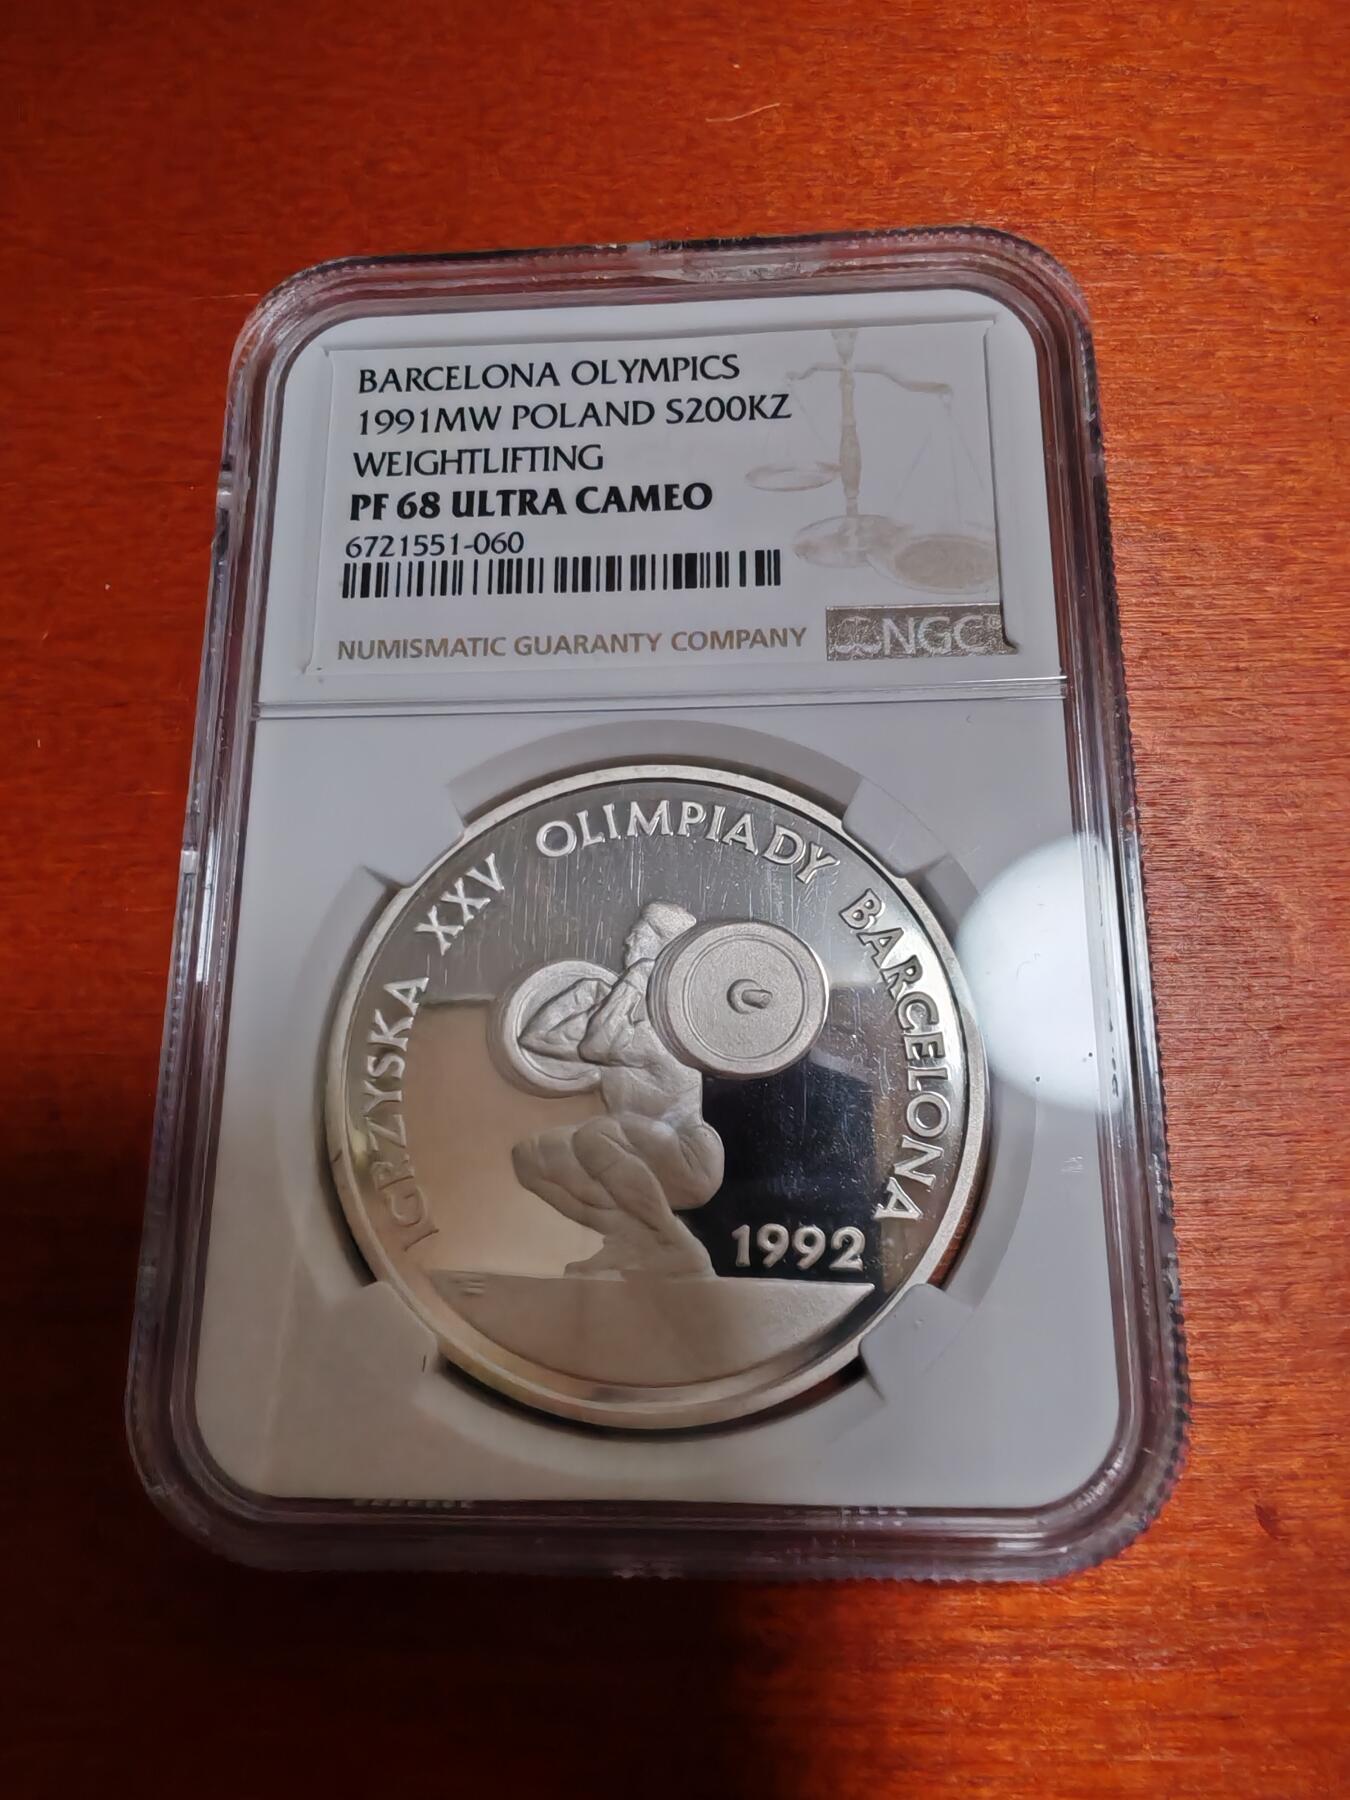 BARCELONA OLYMPICS
1991MW POLAND S200KZ
WEIGHTLIFTING
PF 68 ULTRA CAMEO
6721551-060
NUMISMATIC GUARANTY COMPANY
NGC®
IGRZYSKA XXV OLIMPIADY BARCELONA
1992